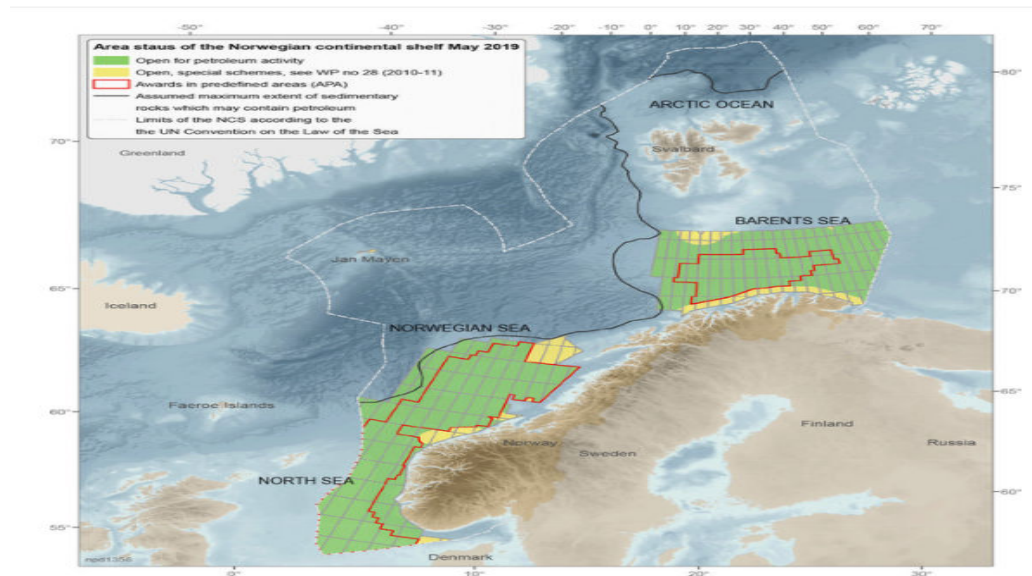 -50° -40° -30° 0° 10° 20° 30° 40° 50° 60° 70°
Area staus of the Norwegian continental shelf May 2019
Open for petroleum activity
Open, special schemes, see WP no 28 (2010-11)
Awards in predefined areas (APA)
Assumed maximum extent of sedimentary
rocks which may contain petroleum
Limits of the NCS according to the
the UN Convention on the Law of the Sea
80°
ARCTIC OCEAN
70°
Greenland
Svalbard
75°
BARENTS SEA
Jan Mayen
65°
70°
Iceland
NORWEGIAN SEA
65°
60°
Faeroe Islands
Finland
Norway
Russia
Sweden
NORTH SEA
60°
55°
Denmark
0° 10° 20° 30°